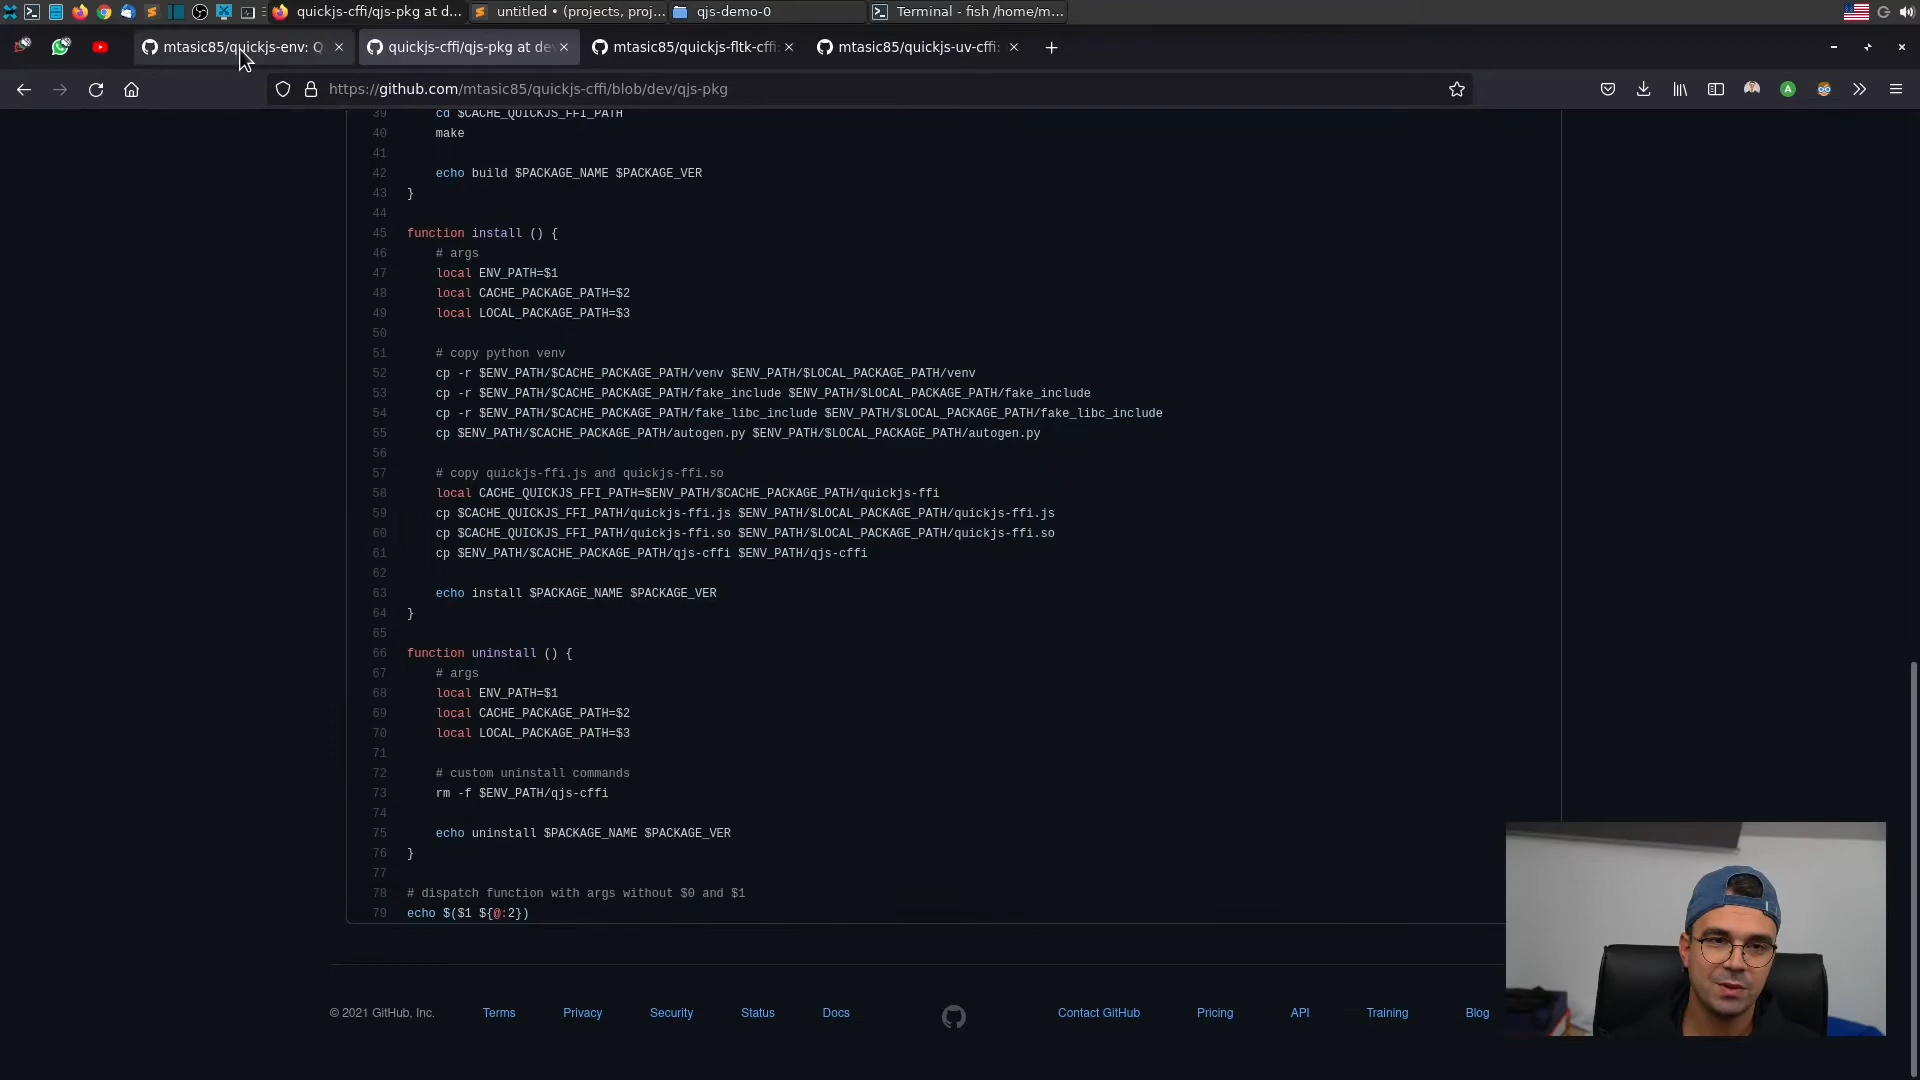 quickjs-cffi/qjs-pkg at d...
untitled • (projects, proj...
qjs-demo-0
Terminal - fish /home/m...
mtasic85/quickjs-env: Q
quickjs-cffi/qjs-pkg at de
mtasic85/quickjs-fltk-cffi:
mtasic85/quickjs-uv-cffi:
https://github.com/mtasic85/quickjs-cffi/blob/dev/qjs-pkg
39 cd $CACHE_QUICKJS_FFI_PATH
40 make
41
42 echo build $PACKAGE_NAME $PACKAGE_VER
43 }
44
45 function install () {
46 # args
47 local ENV_PATH=$1
48 local CACHE_PACKAGE_PATH=$2
49 local LOCAL_PACKAGE_PATH=$3
50
51 # copy python venv
52 cp -r $ENV_PATH/$CACHE_PACKAGE_PATH/venv $ENV_PATH/$LOCAL_PACKAGE_PATH/venv
53 cp -r $ENV_PATH/$CACHE_PACKAGE_PATH/fake_include $ENV_PATH/$LOCAL_PACKAGE_PATH/fake_include
54 cp -r $ENV_PATH/$CACHE_PACKAGE_PATH/fake_libc_include $ENV_PATH/$LOCAL_PACKAGE_PATH/fake_libc_include
55 cp $ENV_PATH/$CACHE_PACKAGE_PATH/autogen.py $ENV_PATH/$LOCAL_PACKAGE_PATH/autogen.py
56
57 # copy quickjs-ffi.js and quickjs-ffi.so
58 local CACHE_QUICKJS_FFI_PATH=$ENV_PATH/$CACHE_PACKAGE_PATH/quickjs-ffi
59 cp $CACHE_QUICKJS_FFI_PATH/quickjs-ffi.js $ENV_PATH/$LOCAL_PACKAGE_PATH/quickjs-ffi.js
60 cp $CACHE_QUICKJS_FFI_PATH/quickjs-ffi.so $ENV_PATH/$LOCAL_PACKAGE_PATH/quickjs-ffi.so
61 cp $ENV_PATH/$CACHE_PACKAGE_PATH/qjs-cffi $ENV_PATH/qjs-cffi
62
63 echo install $PACKAGE_NAME $PACKAGE_VER
64 }
65
66 function uninstall () {
67 # args
68 local ENV_PATH=$1
69 local CACHE_PACKAGE_PATH=$2
70 local LOCAL_PACKAGE_PATH=$3
71
72 # custom uninstall commands
73 rm -f $ENV_PATH/qjs-cffi
74
75 echo uninstall $PACKAGE_NAME $PACKAGE_VER
76 }
77
78 # dispatch function with args without $0 and $1
79 echo $($1 ${@:2})
© 2021 GitHub, Inc. Terms Privacy Security Status Docs Contact GitHub Pricing API Training Blog